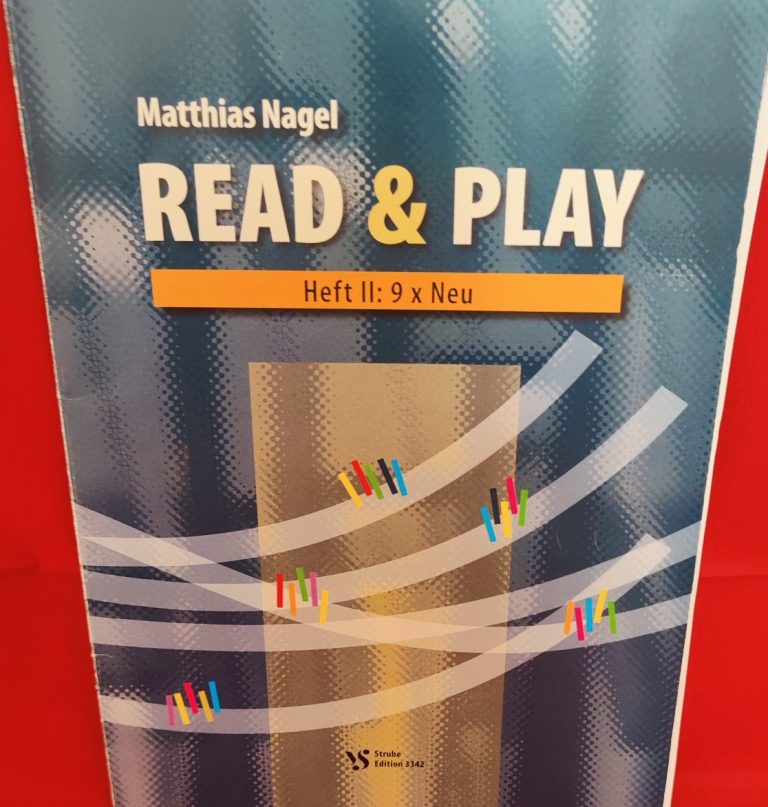 Matthias Nagel
READ & PLAY
Heft II: 9 x Neu
Strube
Edition 3342